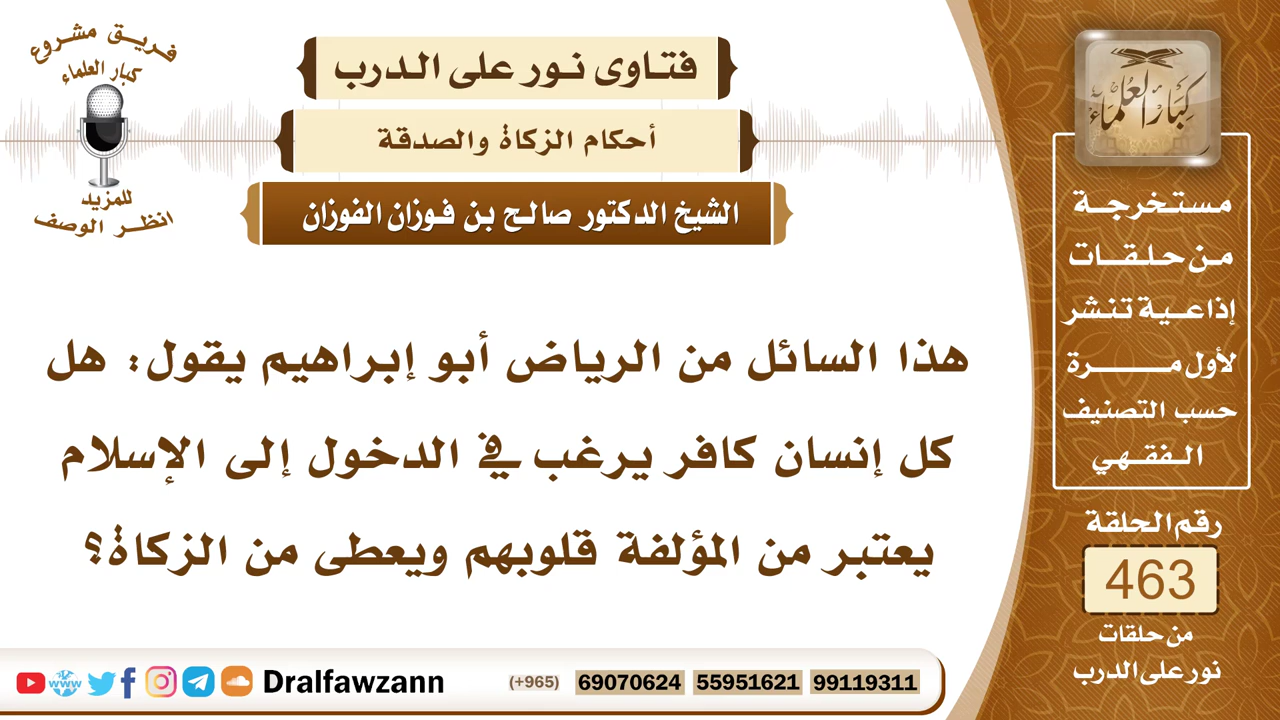 فريق مشروع
كبار العلماء
للمزيد
انظر الوصف
فتاوى نور على الدرب
أحكام الزكاة والصدقة
الشيخ الدكتور صالح بن فوزان الفوزان
هذا السائل من الرياض أبو إبراهيم يقول: هل
كل إنسان كافر يرغب في الدخول إلى الإسلام
يعتبر من المؤلفة قلوبهم ويعطى من الزكاة؟
كبار العلماء
مستخرجة
من حلقات
إذاعية تنشر
لأول مرة
حسب التصنيف
الفقهي
رقم الحلقة
463
من حلقات
نور على الدرب
www
Dralfawzann
(+965) 69070624 55951621 99119311